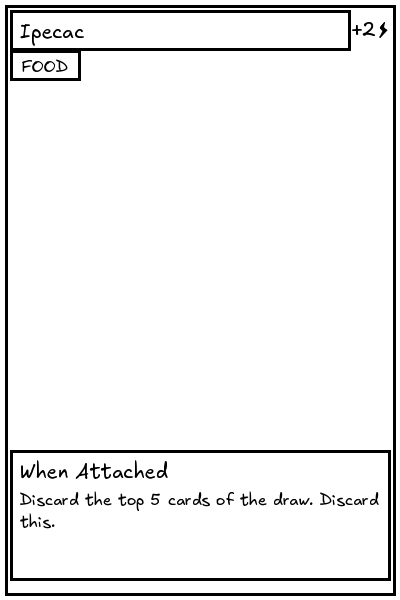 Ipecac
+2
FOOD
When Attached
Discard the top 5 cards of the draw. Discard
this.